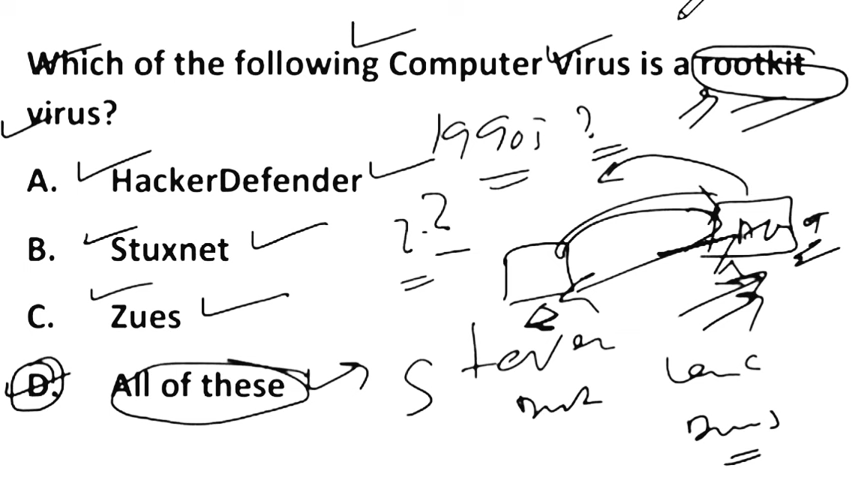 Which of the following Computer Virus is a rootkit
virus?
1990s ?
A. HackerDefender
B. Stuxnet
C. Zues
D. All of these